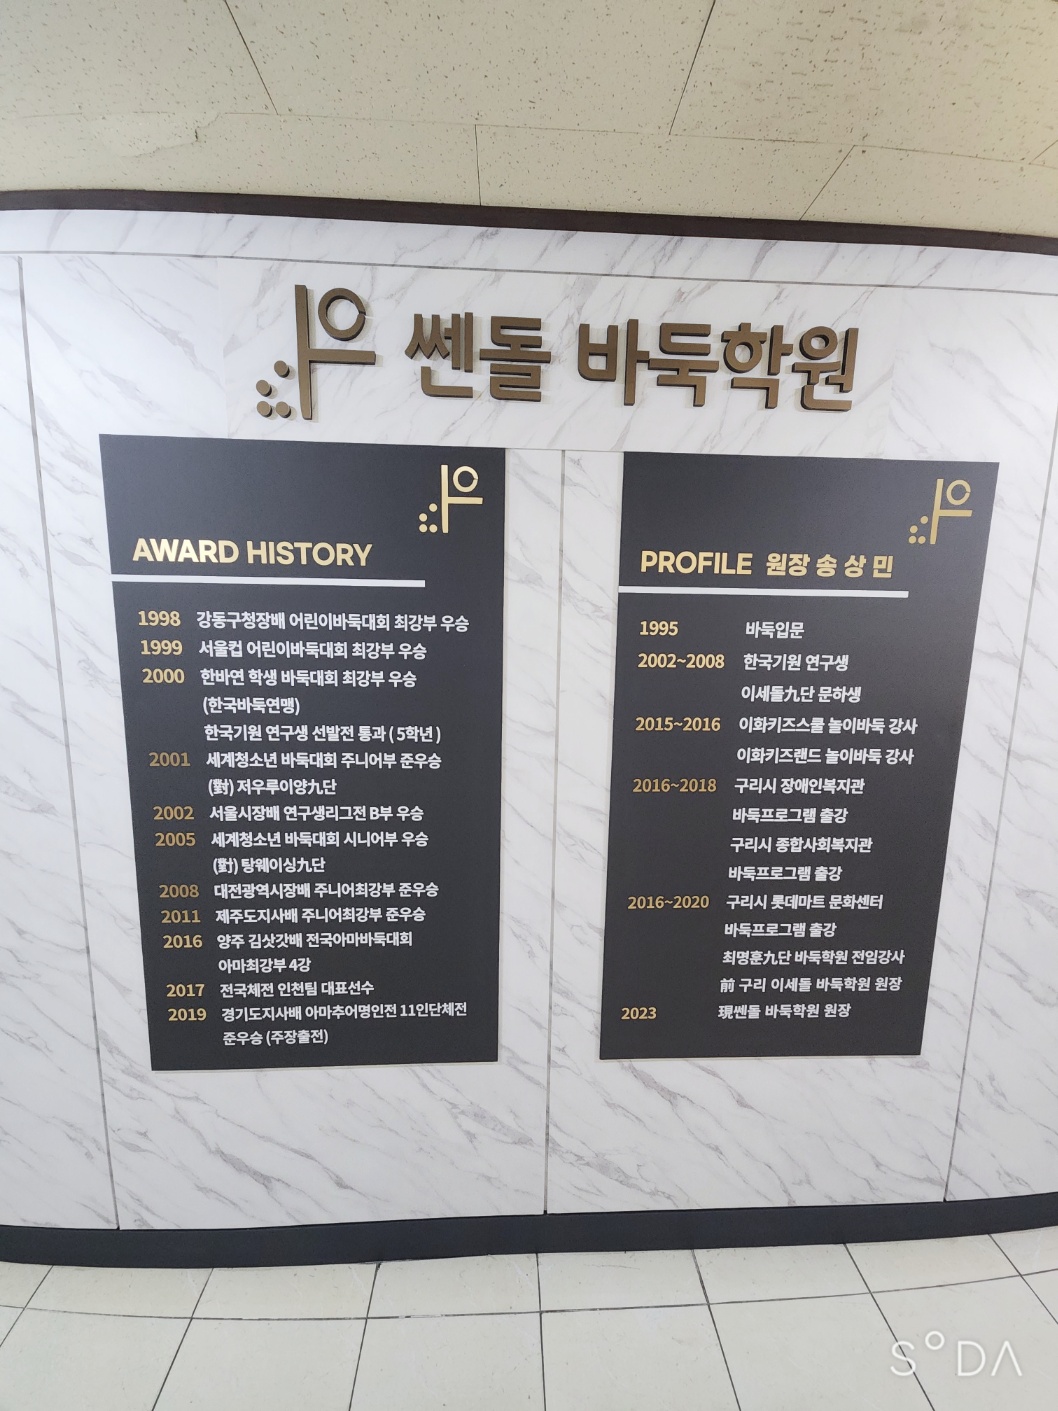 쎈돌 바둑학원
AWARD HISTORY
1998 강동구청장배 어린이바둑대회 최강부 우승
1999 서울컵 어린이바둑대회 최강부 우승
2000 한바연 학생 바둑대회 최강부 우승
(한국바둑연맹)
한국기원 연구생 선발전 통과 ( 5학년 )
2001 세계청소년 바둑대회 주니어부 준우승
(對) 저우루이양九단
2002 서울시장배 연구생리그전 B부 우승
2005 세계청소년 바둑대회 시니어부 우승
(對) 탕웨이싱九단
2008 대전광역시장배 주니어최강부 준우승
2011 제주도지사배 주니어최강부 준우승
2016 양주 김삿갓배 전국아마바둑대회
아마최강부 4강
2017 전국체전 인천팀 대표선수
2019 경기도지사배 아마추어명인전 11인단체전
준우승 (주장출전)
PROFILE 원장 송 상 민
1995 바둑입문
2002~2008 한국기원 연구생
이세돌九단 문하생
2015~2016 이화키즈스쿨 놀이바둑 강사
이화키즈랜드 놀이바둑 강사
2016~2018 구리시 장애인복지관
바둑프로그램 출강
구리시 종합사회복지관
바둑프로그램 출강
2016~2020 구리시 롯데마트 문화센터
바둑프로그램 출강
최명훈九단 바둑학원 전임강사
前 구리 이세돌 바둑학원 원장
2023 現쎈돌 바둑학원 원장
SODA